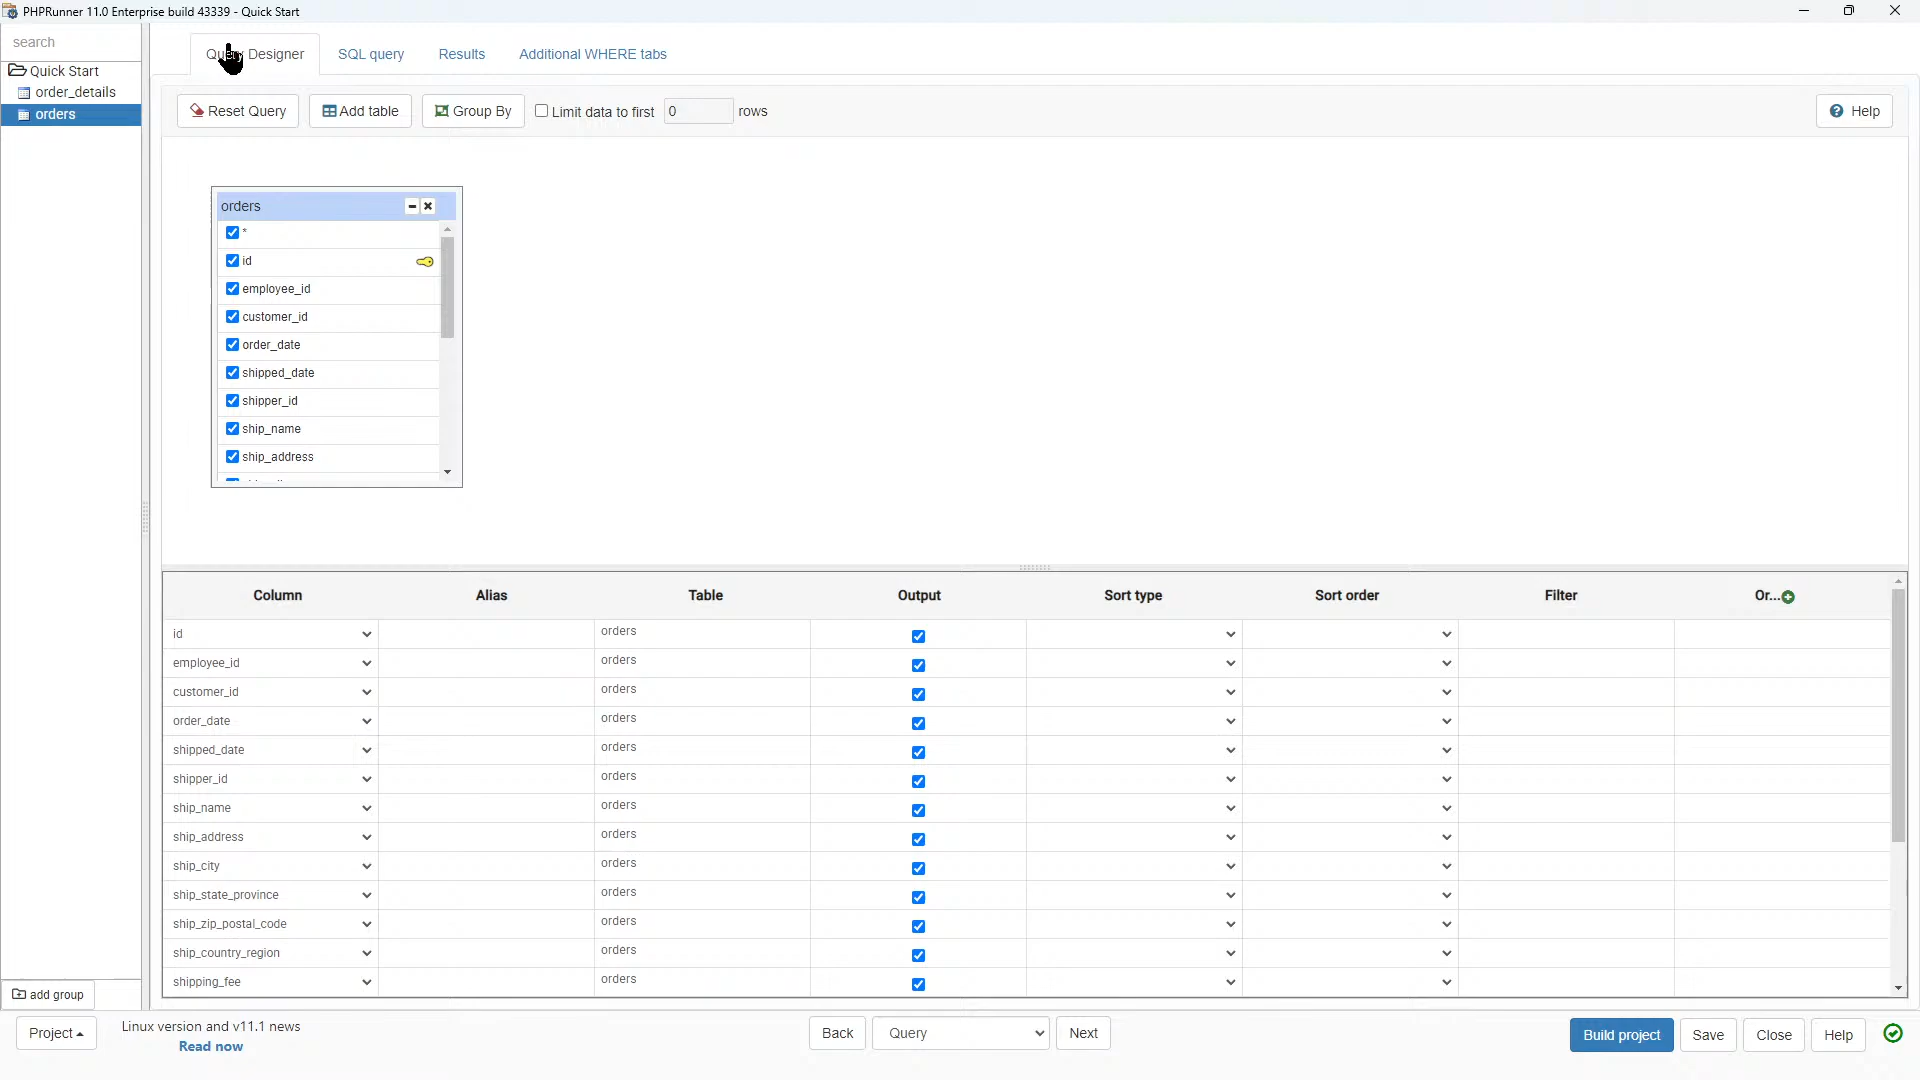 PHPRunner 11.0 Enterprise build 43339 - Quick Start
search
Quick Start
order_details
orders
add group
Query Designer
SQL query
Results
Additional WHERE tabs
Reset Query
Add table
Group By
Limit data to first 0 rows
Help
orders
*
id
employee_id
customer_id
order_date
shipped_date
shipper_id
ship_name
ship_address
Column Alias Table Output Sort type Sort order Filter Or...
id orders
employee_id orders
customer_id orders
order_date orders
shipped_date orders
shipper_id orders
ship_name orders
ship_address orders
ship_city orders
ship_state_province orders
ship_zip_postal_code orders
ship_country_region orders
shipping_fee orders
Project
Linux version and v11.1 news
Read now
Back
Query
Next
Build project
Save
Close
Help